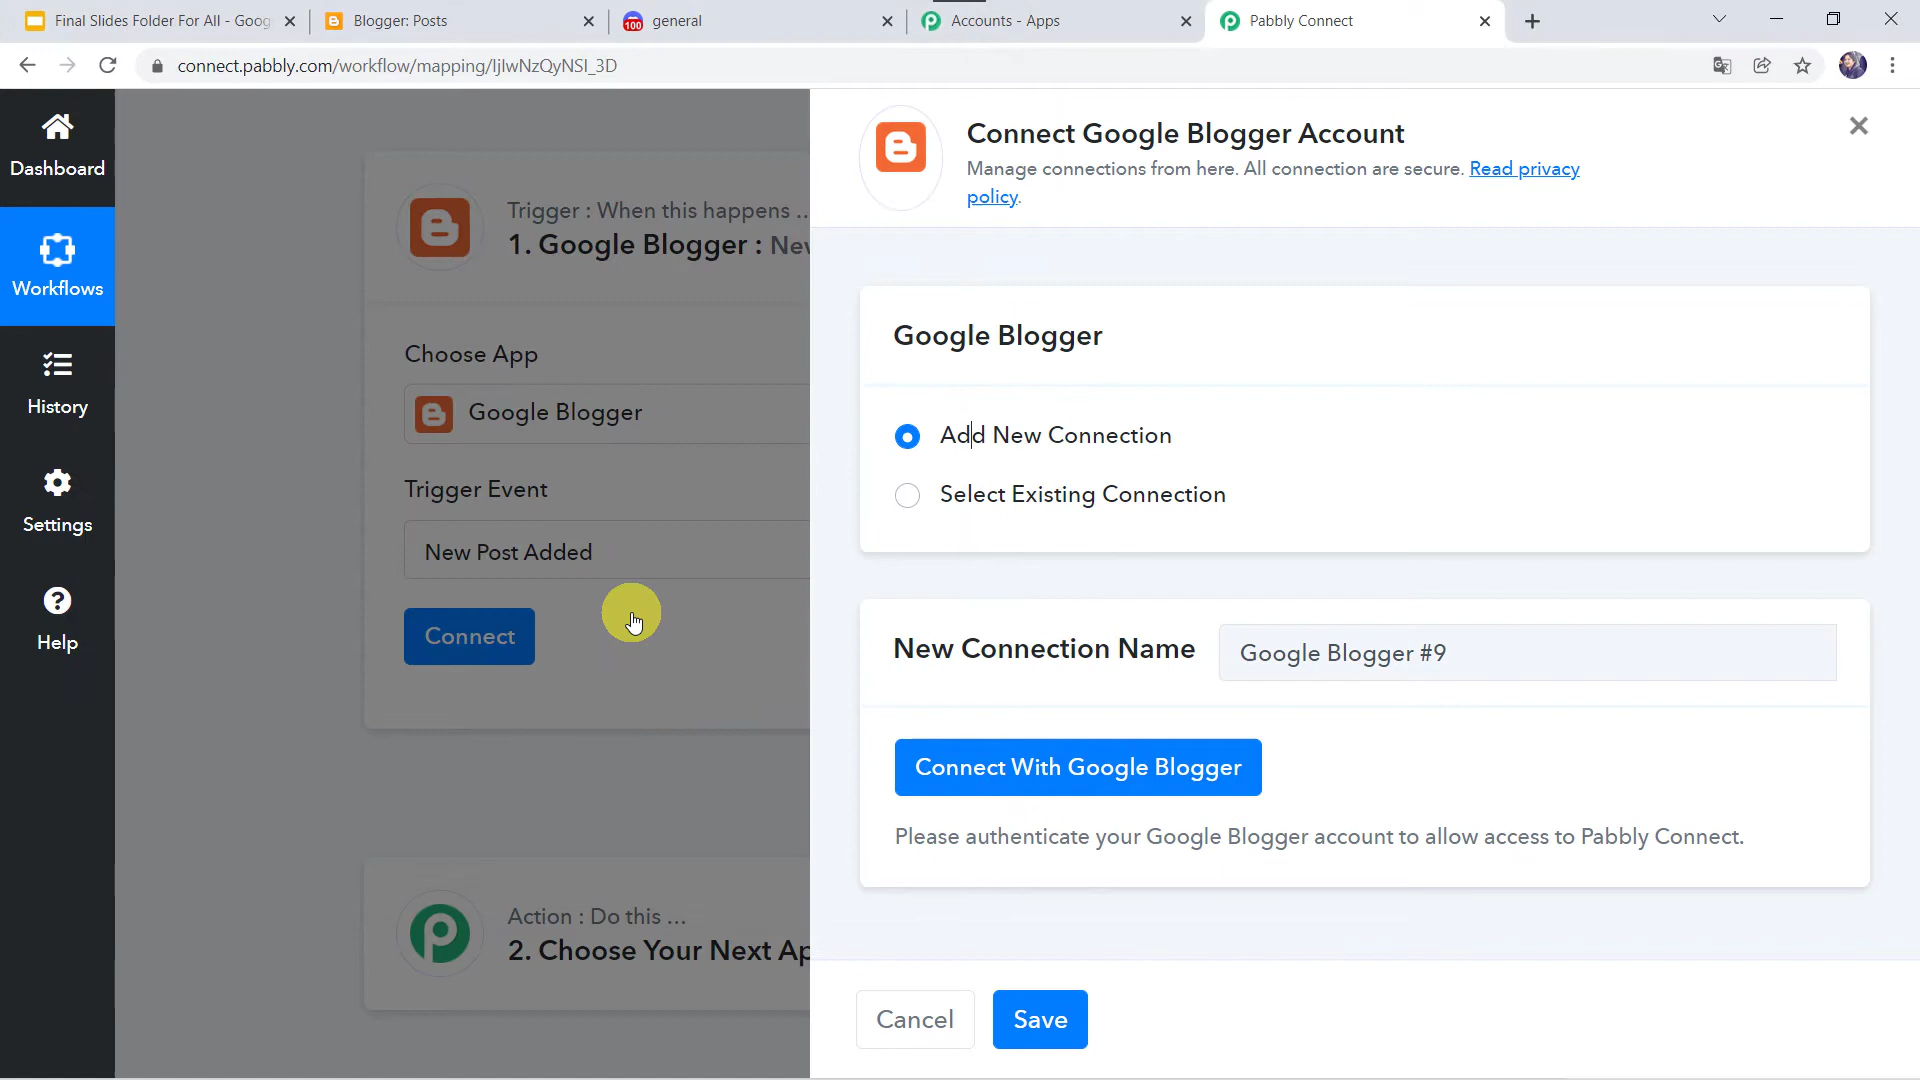 Final Slides Folder For All - Goog
Blogger: Posts
100
general
Accounts - Apps
Pabbly Connect
connect.pabbly.com/workflow/mapping/IjIwNzQyNSI_3D
Dashboard
Workflows
History
Settings
Help
Trigger : When this happens ...
1. Google Blogger : New
Choose App
Google Blogger
Trigger Event
New Post Added
Connect
Action : Do this ...
2. Choose Your Next Ap
Connect Google Blogger Account
Manage connections from here. All connection are secure. Read privacy
policy.
Google Blogger
Add New Connection
Select Existing Connection
New Connection Name
Google Blogger #9
Connect With Google Blogger
Please authenticate your Google Blogger account to allow access to Pabbly Connect.
Cancel
Save